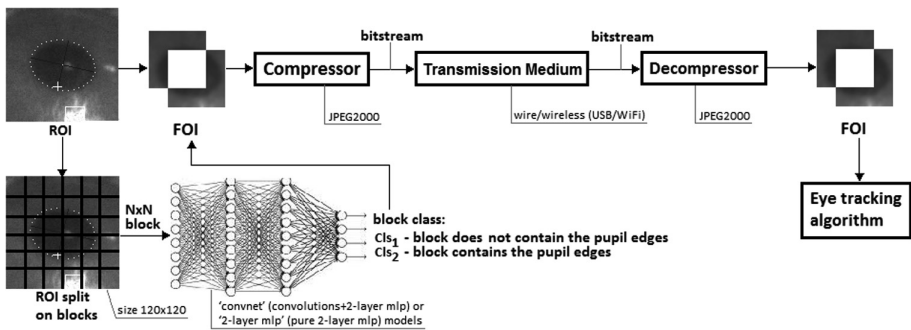 bitstream
bitstream
Compressor
Transmission Medium
Decompressor
JPEG2000
wire/wireless (USB/WiFi)
JPEG2000
ROI
FOI
FOI
NxN
block
block class:
Cls1 - block does not contain the pupil edges
Cls2 - block contains the pupil edges
Eye tracking
algorithm
ROI split
on blocks
size 120x120
'convnet' (convolutions+2-layer mlp) or
'2-layer mlp' (pure 2-layer mlp) models